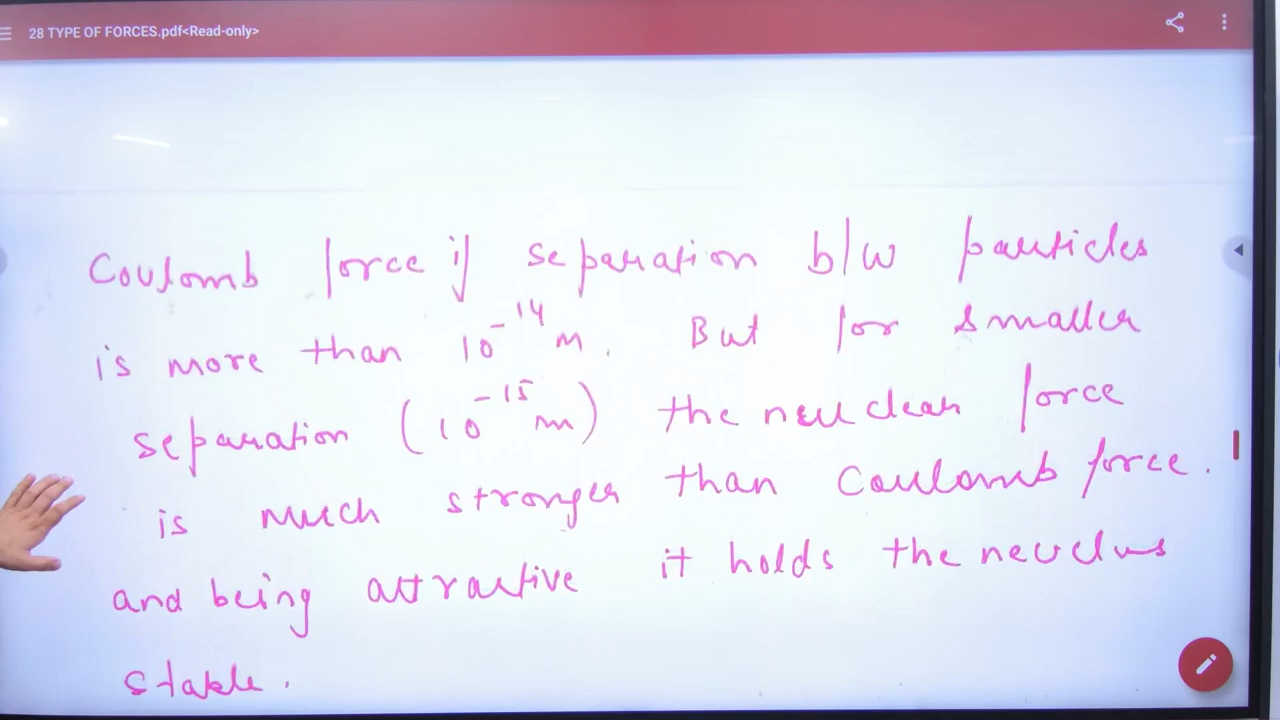 28 TYPE OF FORCES.pdf<Read-only>
Coulomb force if separation b/w particles
is more than 10⁻¹⁴ m. But for smaller
separation (10⁻¹⁵ m) the neuclear force
is much stronger than Coulomb force.
and being attractive it holds the neuclus
stable.